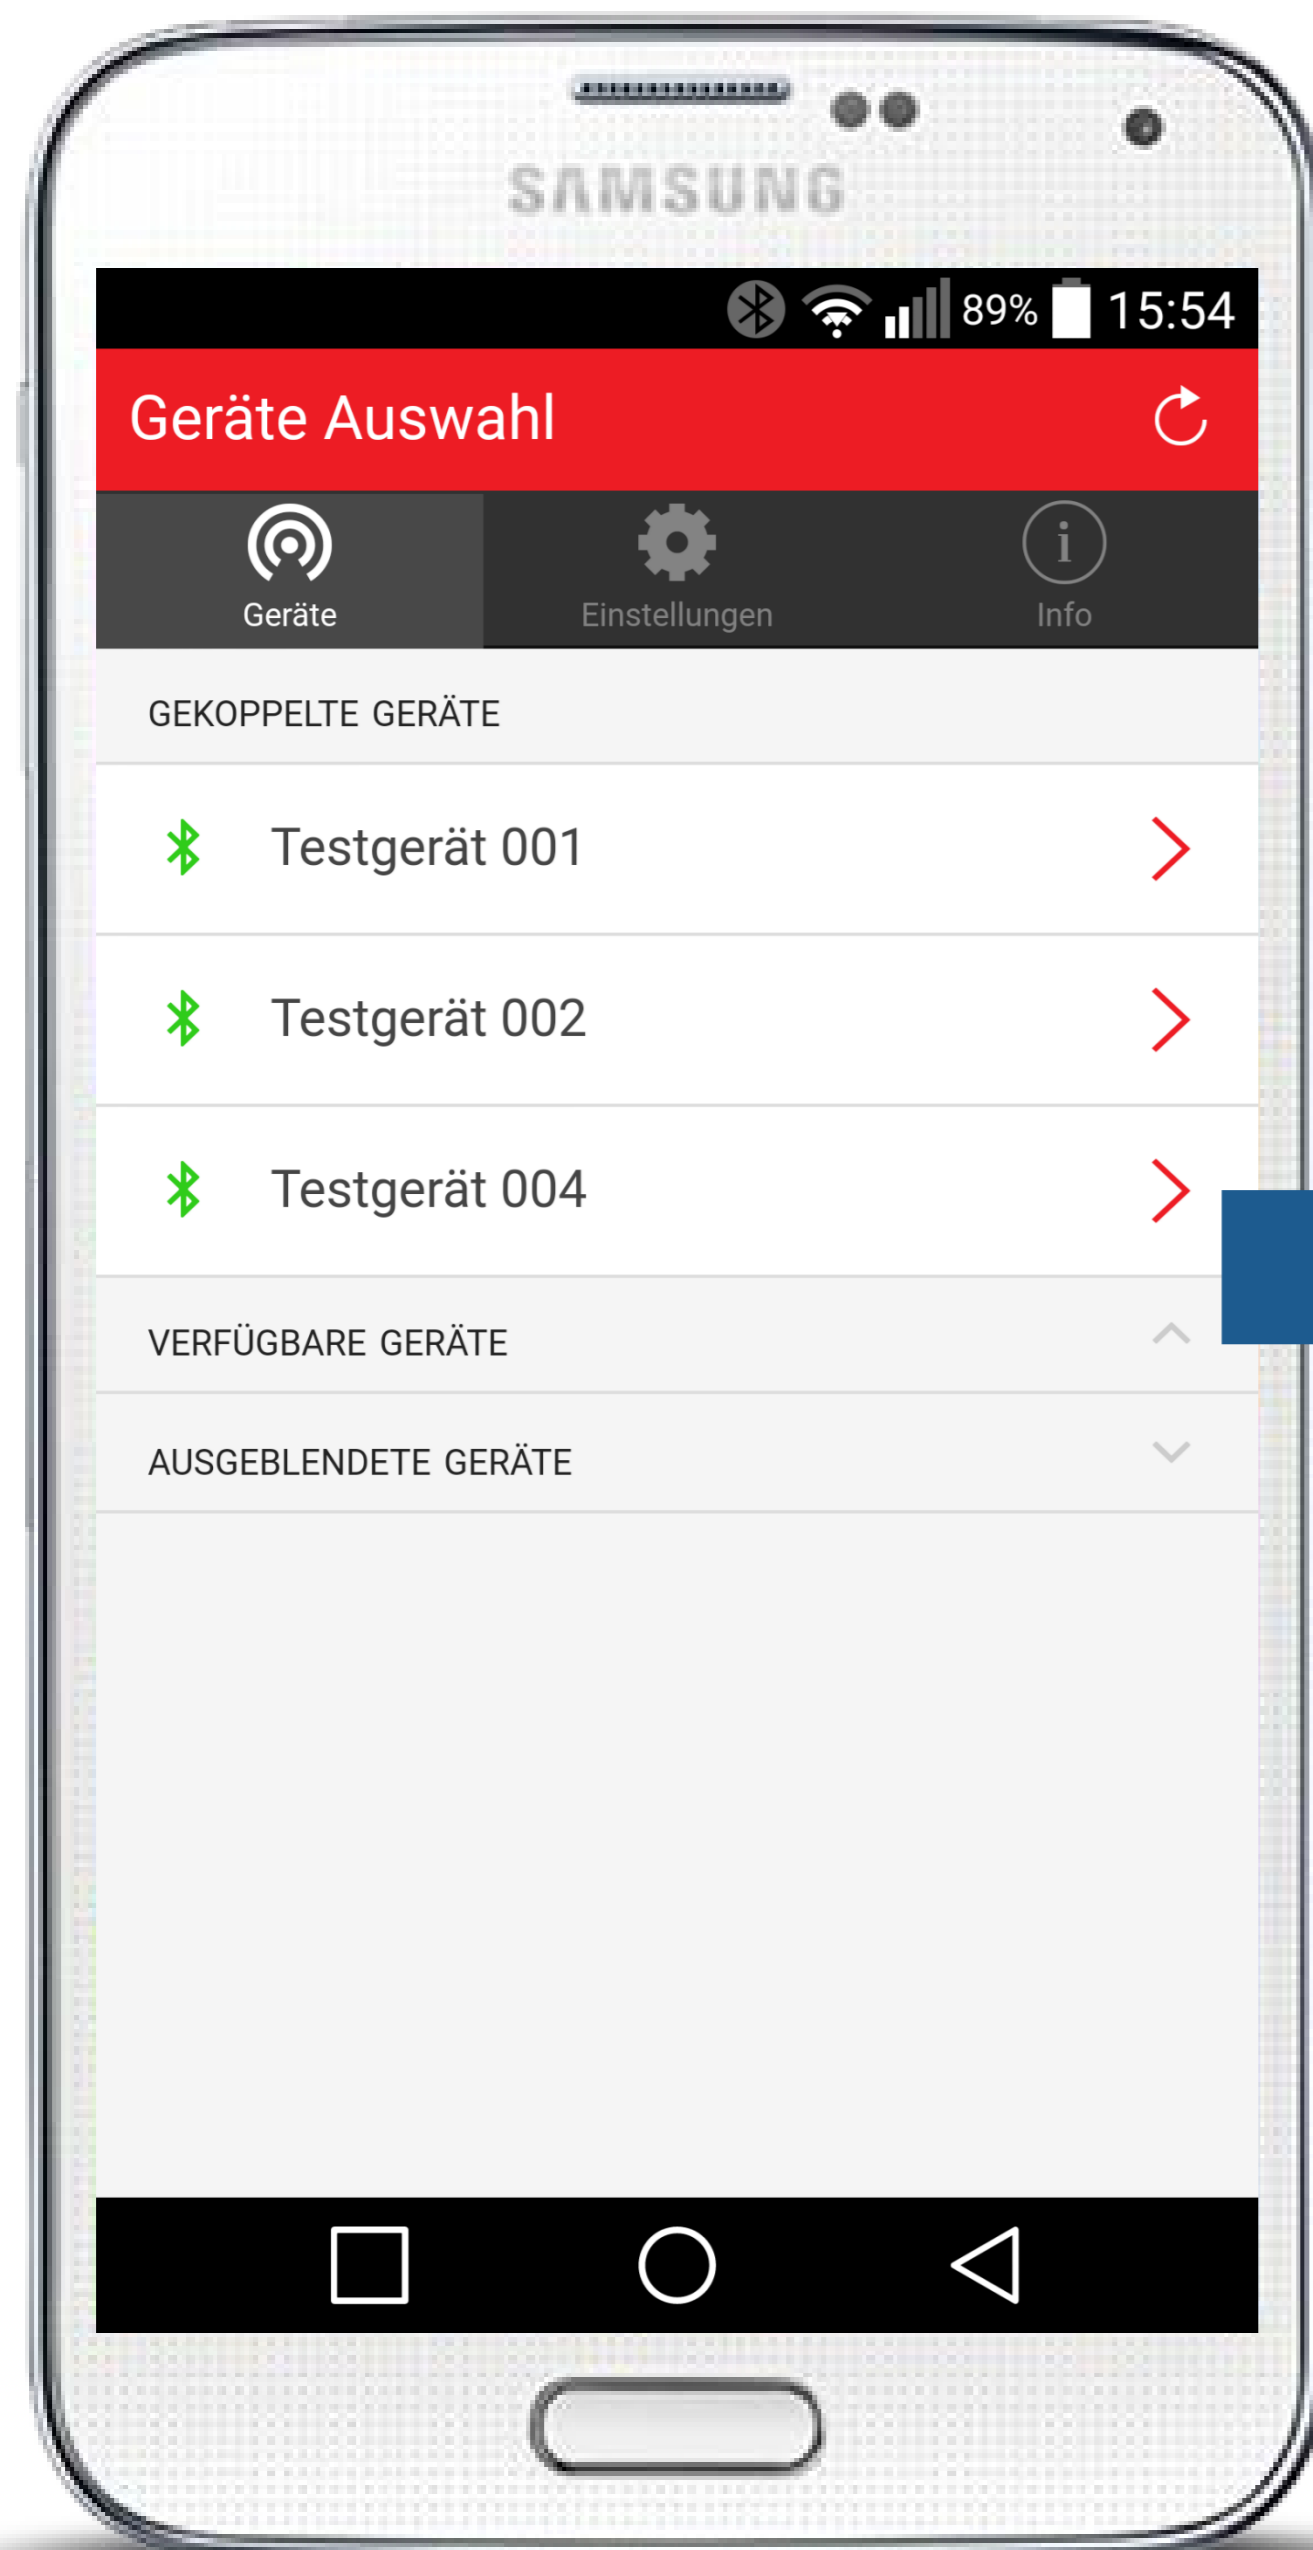 SAMSUNG
89% 15:54
Geräte Auswahl
Geräte Einstellungen Info
GEKOPPELTE GERÄTE
Testgerät 001
Testgerät 002
Testgerät 004
VERFÜGBARE GERÄTE
AUSGEBLENDETE GERÄTE